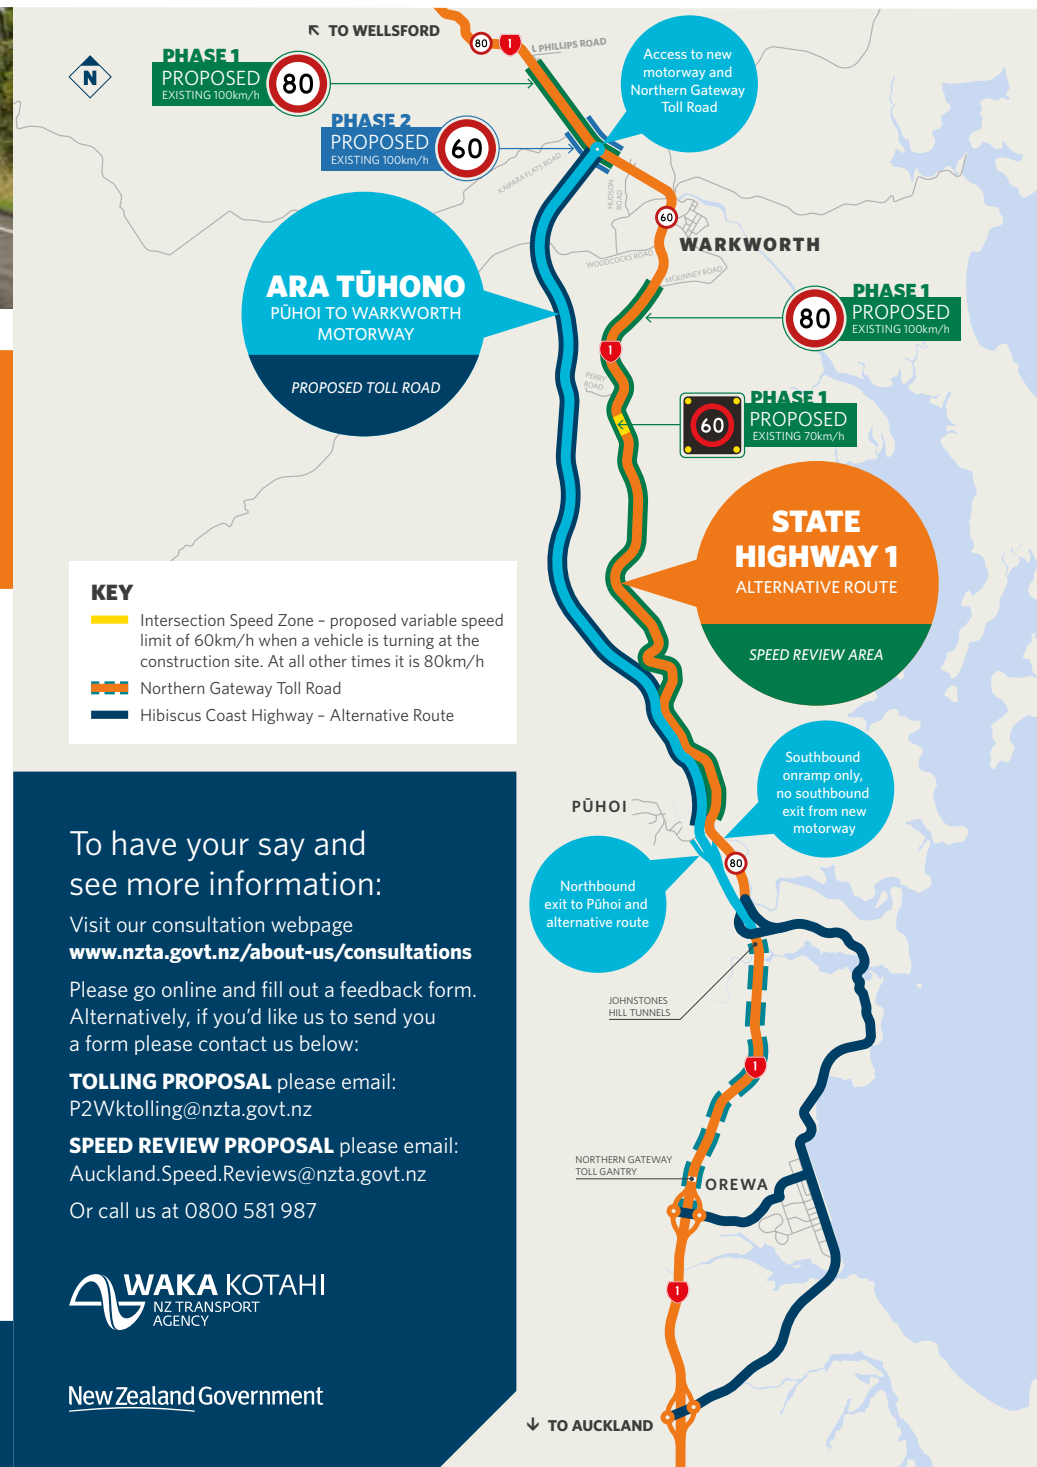 TO WELLSFORD
80
1
L PHILLIPS ROAD
N
PHASE 1
PROPOSED
EXISTING 100km/h
80
Access to new
motorway and
Northern Gateway
Toll Road
PHASE 2
PROPOSED
EXISTING 100km/h
60
KAIPARA FLATS ROAD
HUDSON
ROAD
60
WARKWORTH
WOODCOCKS ROAD
MCKINNEY ROAD
ARA TŪHONO
PŪHOI TO WARKWORTH
MOTORWAY
PROPOSED TOLL ROAD
80
PHASE 1
PROPOSED
EXISTING 100km/h
1
PERRY
ROAD
60
PHASE 1
PROPOSED
EXISTING 70km/h
STATE
HIGHWAY 1
ALTERNATIVE ROUTE
SPEED REVIEW AREA
KEY
Intersection Speed Zone – proposed variable speed
limit of 60km/h when a vehicle is turning at the
construction site. At all other times it is 80km/h
Northern Gateway Toll Road
Hibiscus Coast Highway – Alternative Route
Southbound
onramp only,
no southbound
exit from new
motorway
PŪHOI
80
Northbound
exit to Pūhoi and
alternative route
JOHNSTONES
HILL TUNNELS
1
NORTHERN GATEWAY
TOLL GANTRY
OREWA
1
TO AUCKLAND
To have your say and
see more information:
Visit our consultation webpage
www.nzta.govt.nz/about-us/consultations
Please go online and fill out a feedback form.
Alternatively, if you'd like us to send you
a form please contact us below:
TOLLING PROPOSAL please email:
P2Wktolling@nzta.govt.nz
SPEED REVIEW PROPOSAL please email:
Auckland.Speed.Reviews@nzta.govt.nz
Or call us at 0800 581 987
WAKA KOTAHI
NZ TRANSPORT
AGENCY
New Zealand Government